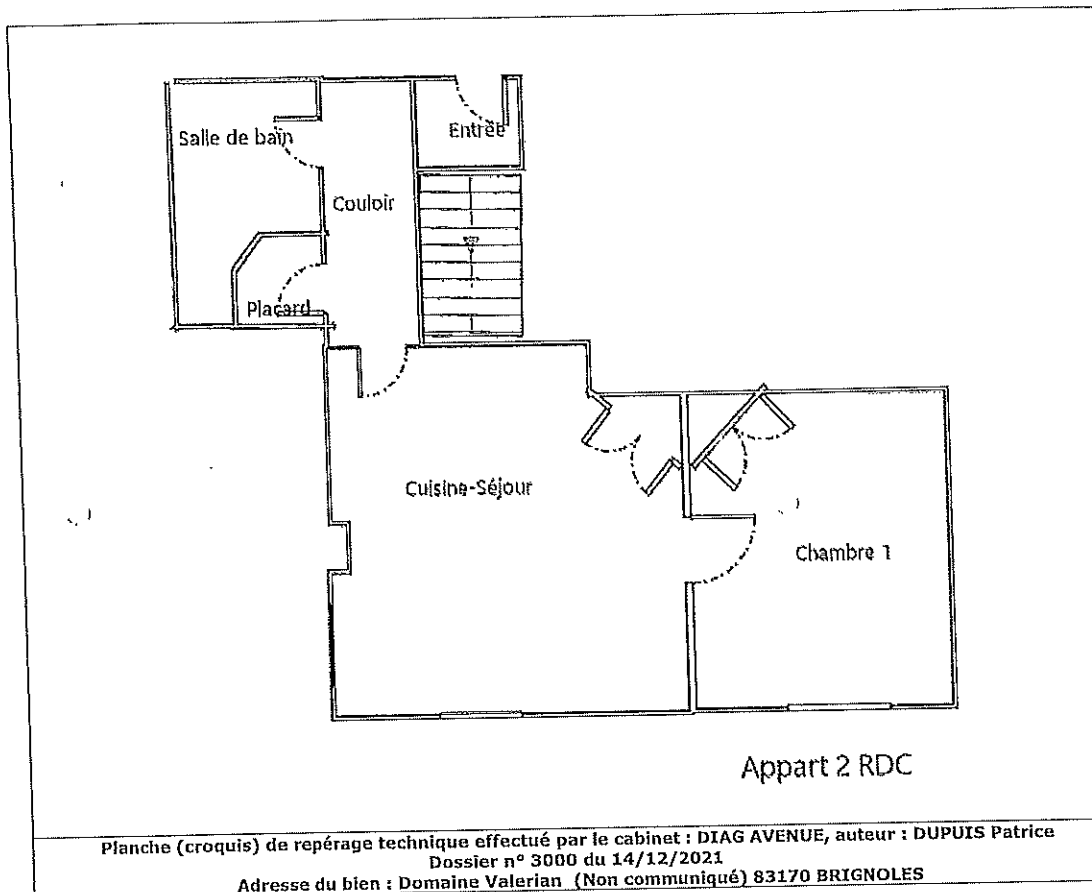 Salle de bain
Entrée
Couloir
Placard
Cuisine-Séjour
Chambre 1
Appart 2 RDC
Planche (croquis) de repérage technique effectué par le cabinet : DIAG AVENUE, auteur : DUPUIS Patrice
Dossier n° 3000 du 14/12/2021
Adresse du bien : Domaine Valerian (Non communiqué) 83170 BRIGNOLES